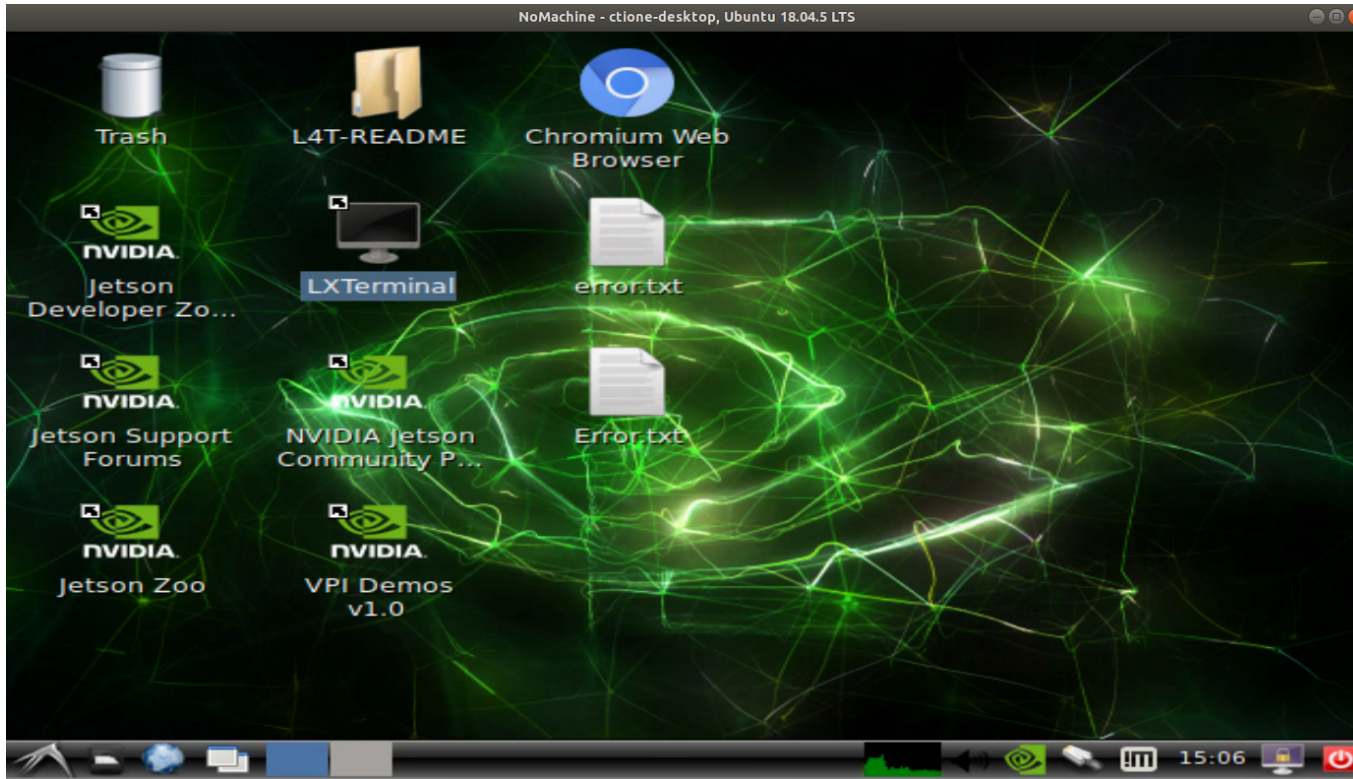 NoMachine - ctione-desktop, Ubuntu 18.04.5 LTS
Trash
L4T-README
Chromium Web
Browser
nVIDIA.
Jetson
Developer Zo...
LXTerminal
error.txt
nVIDIA.
Jetson Support
Forums
nVIDIA.
NVIDIA Jetson
Community P...
Error.txt
nVIDIA.
Jetson Zoo
nVIDIA.
VPI Demos
v1.0
!m
15:06